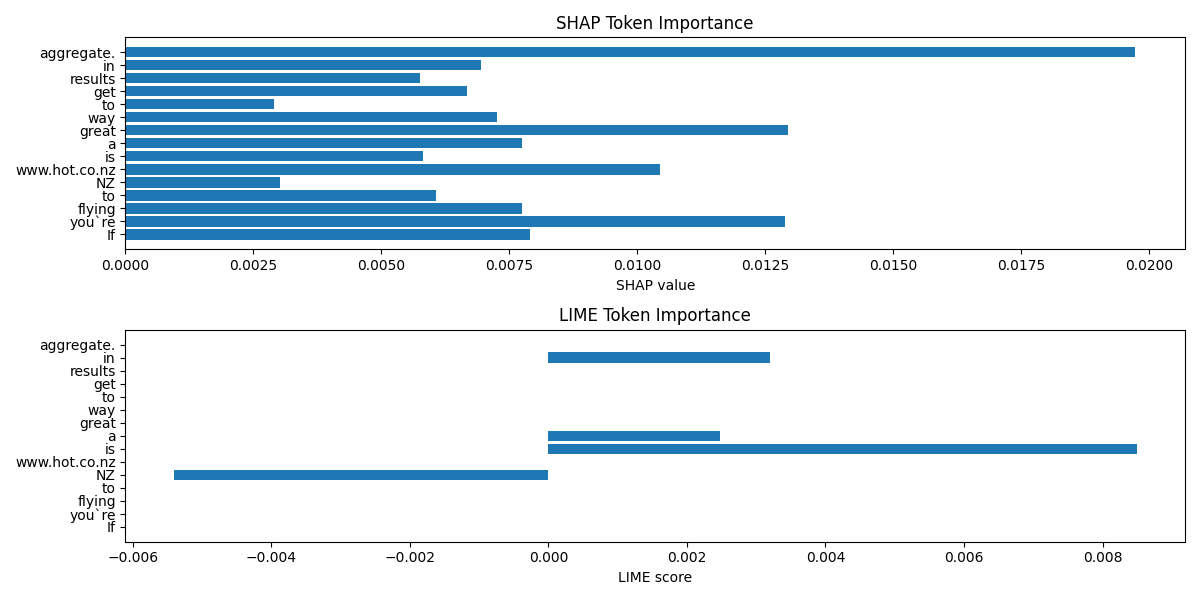 SHAP Token Importance
aggregate.
in
results
get
to
way
great
a
is
www.hot.co.nz
NZ
to
flying
you`re
If
0.0000 0.0025 0.0050 0.0075 0.0100 0.0125 0.0150 0.0175 0.0200
SHAP value
LIME Token Importance
aggregate.
in
results
get
to
way
great
a
is
www.hot.co.nz
NZ
to
flying
you`re
If
−0.006 −0.004 −0.002 0.000 0.002 0.004 0.006 0.008
LIME score